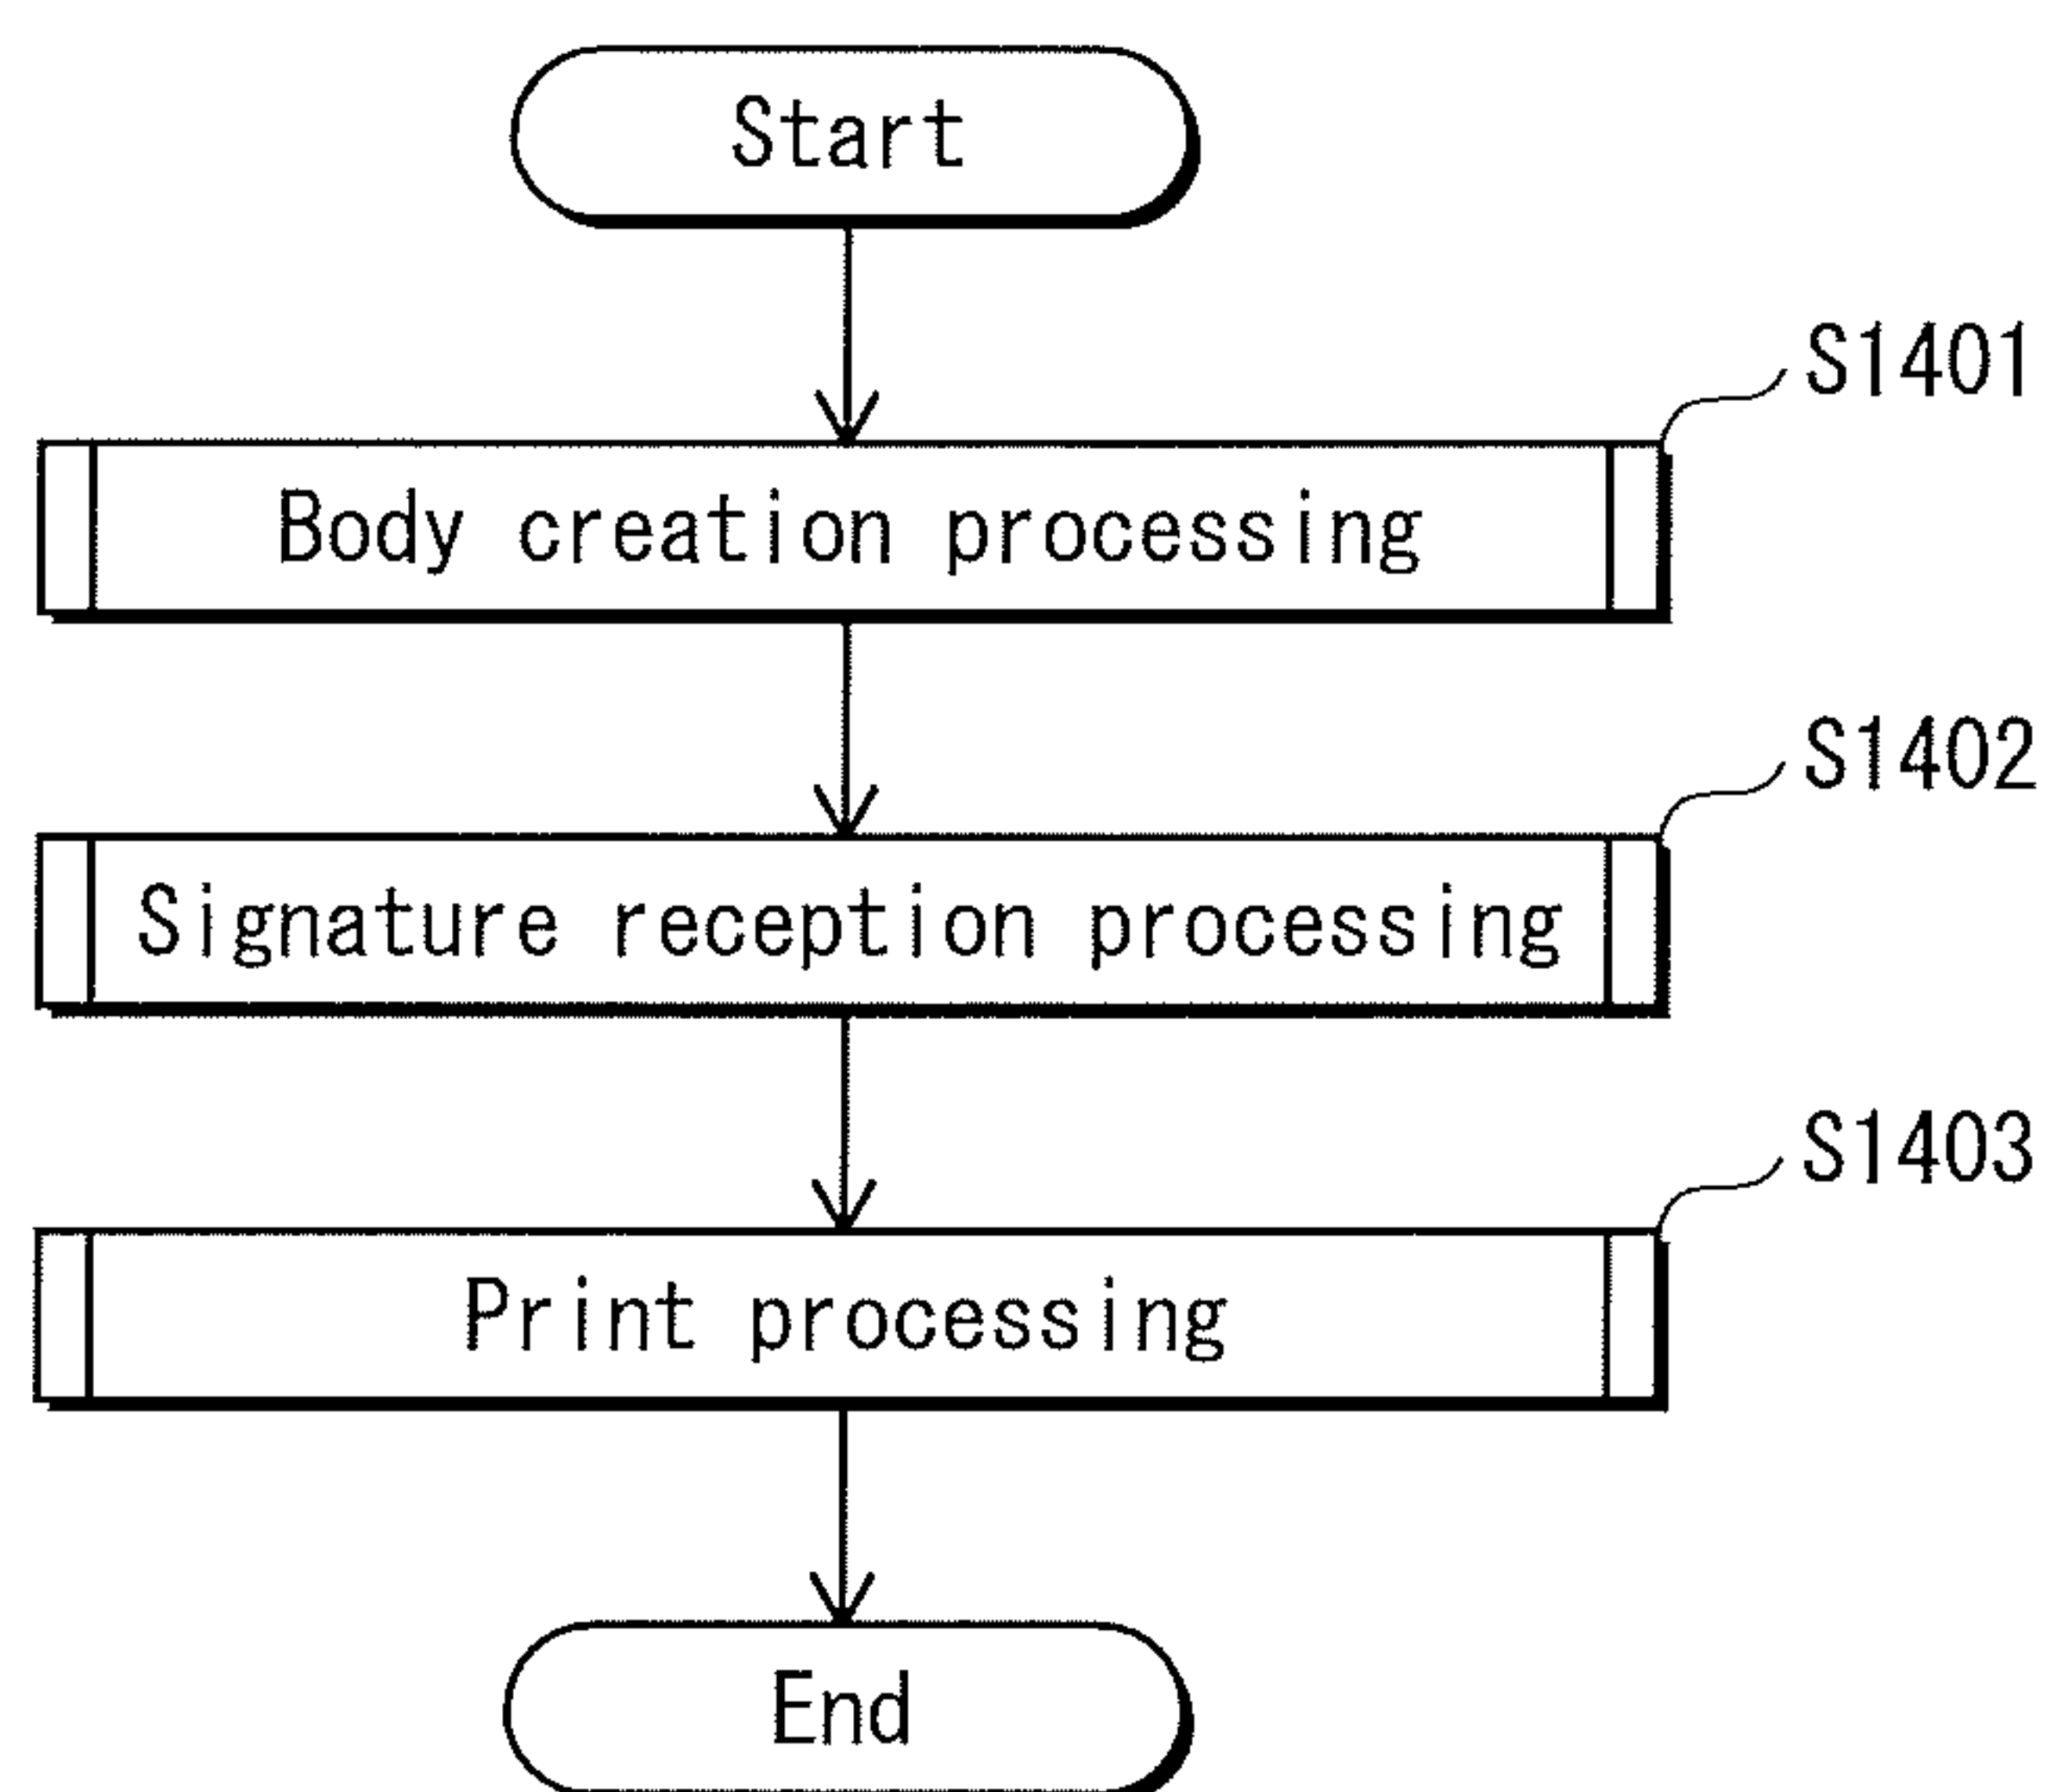 Start
S1401
Body creation processing
S1402
Signature reception processing
S1403
Print processing
End